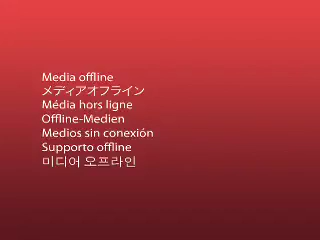 Media offline
メディアオフライン
Média hors ligne
Offline-Medien
Medios sin conexión
Supporto offline
미디어 오프라인